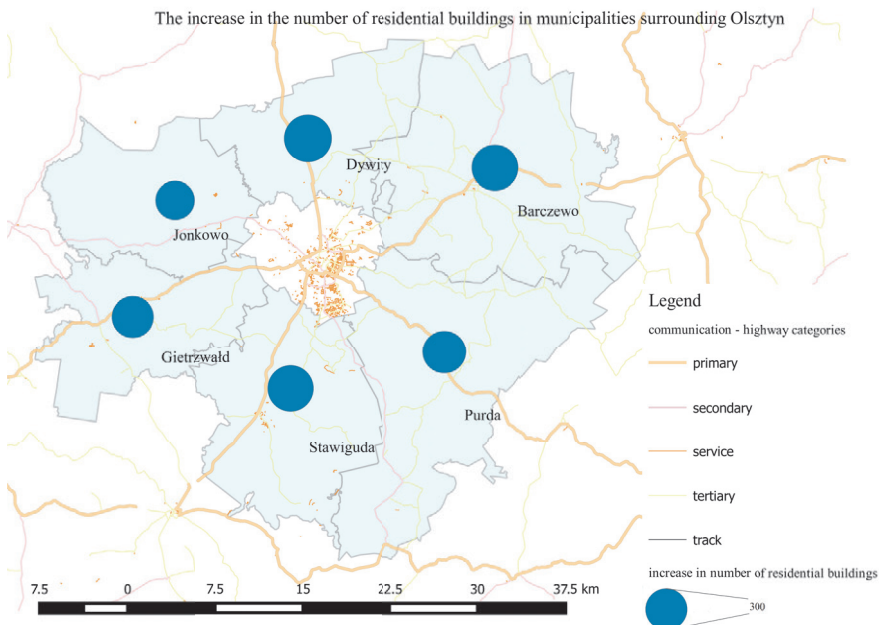 The increase in the number of residential buildings in municipalities surrounding Olsztyn
Dywity
Barczewo
Jonkowo
Gietrzwałd
Purda
Stawiguda
Legend
communication - highway categories
primary
secondary
service
tertiary
track
increase in number of residential buildings
300
7.5 0 7.5 15 22.5 30 37.5 km